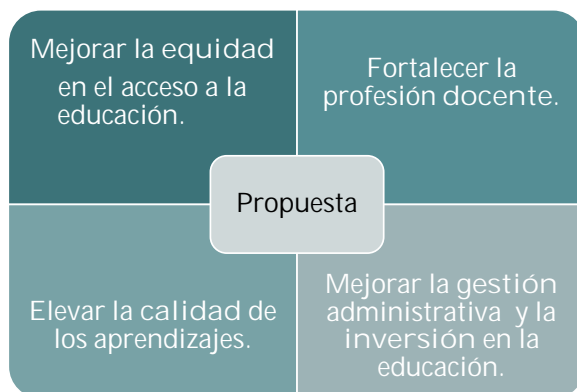 Mejorar la equidad
en el acceso a la
educación.
Fortalecer la
profesión docente.
Propuesta
Elevar la calidad de
los aprendizajes.
Mejorar la gestión
administrativa y la
inversión en la
educación.